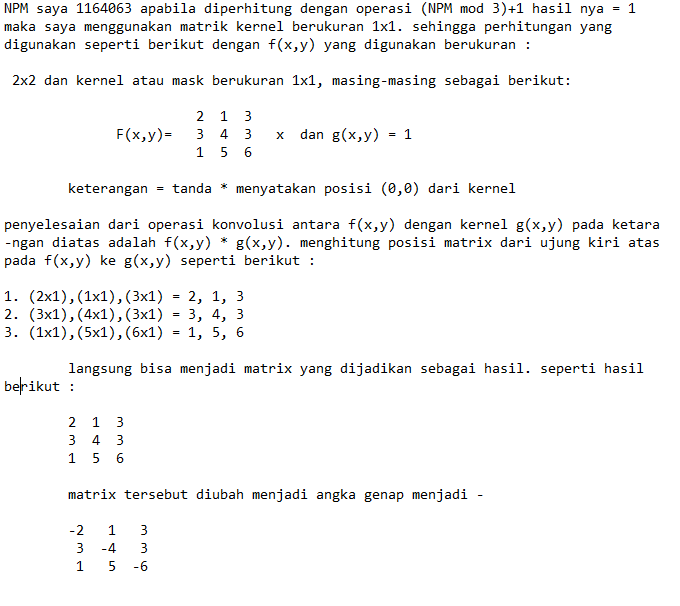 NPM saya 1164063 apabila diperhitung dengan operasi (NPM mod 3)+1 hasil nya = 1
maka saya menggunakan matrik kernel berukuran 1x1. sehingga perhitungan yang
digunakan seperti berikut dengan f(x,y) yang digunakan berukuran :
2x2 dan kernel atau mask berukuran 1x1, masing-masing sebagai berikut:
2 1 3
F(x,y)= 3 4 3 x dan g(x,y) = 1
1 5 6
keterangan = tanda * menyatakan posisi (0,0) dari kernel
penyelesaian dari operasi konvolusi antara f(x,y) dengan kernel g(x,y) pada ketara
-ngan diatas adalah f(x,y) * g(x,y). menghitung posisi matrix dari ujung kiri atas
pada f(x,y) ke g(x,y) seperti berikut :
1. (2x1),(1x1),(3x1) = 2, 1, 3
2. (3x1),(4x1),(3x1) = 3, 4, 3
3. (1x1),(5x1),(6x1) = 1, 5, 6
langsung bisa menjadi matrix yang dijadikan sebagai hasil. seperti hasil
berikut :
2 1 3
3 4 3
1 5 6
matrix tersebut diubah menjadi angka genap menjadi -
-2 1 3
3 -4 3
1 5 -6